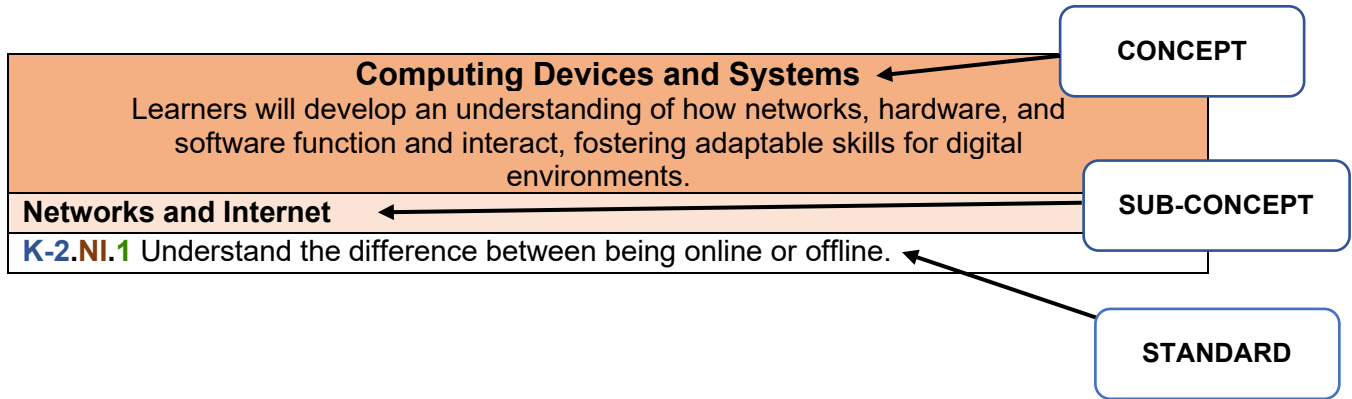 CONCEPT
Computing Devices and Systems
Learners will develop an understanding of how networks, hardware, and
software function and interact, fostering adaptable skills for digital
environments.
SUB-CONCEPT
Networks and Internet
K-2.NI.1 Understand the difference between being online or offline.
STANDARD